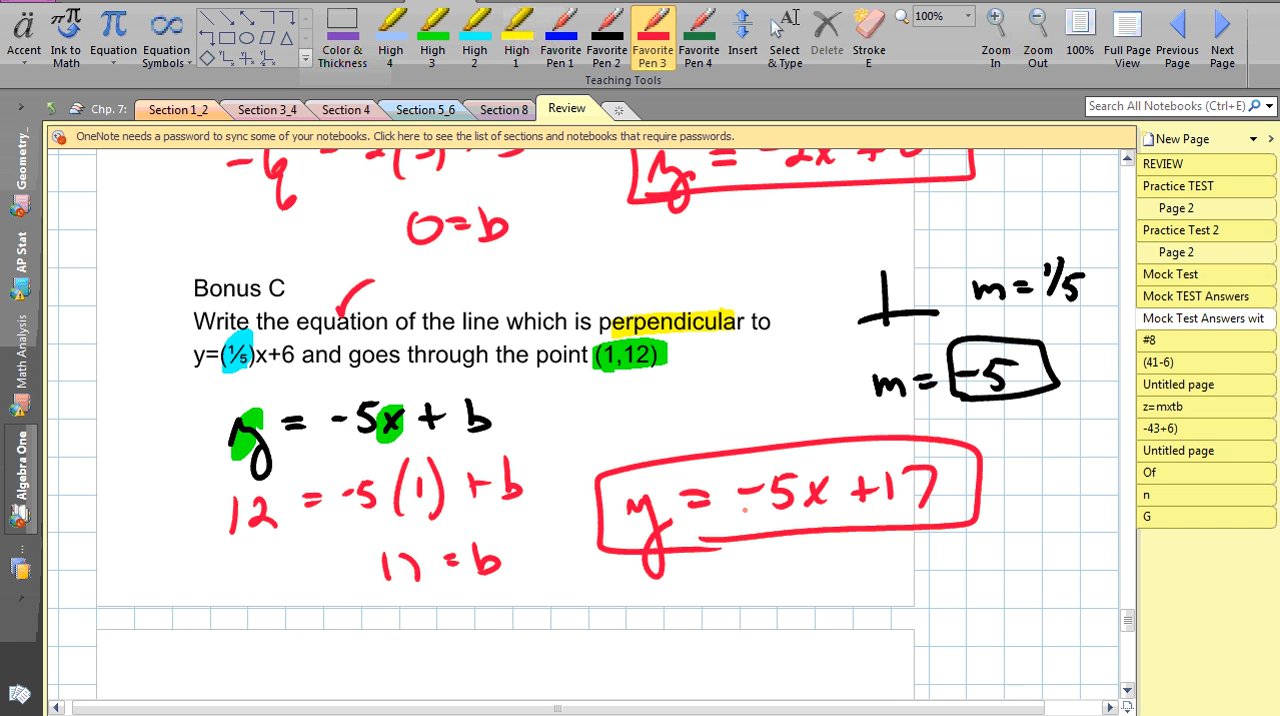 ä
Accent
Ink to Math
π
Equation
Equation Symbols
Color & Thickness
High 4
High 3
High 2
High 1
Favorite Pen 1
Favorite Pen 2
Favorite Pen 3
Favorite Pen 4
Insert
Select & Type
Delete
Stroke E
100%
Zoom In
Zoom Out
100%
Full Page View
Previous Page
Next Page
Teaching Tools
Chp. 7:
Section 1_2
Section 3_4
Section 4
Section 5_6
Section 8
Review
Search All Notebooks (Ctrl+E)
OneNote needs a password to sync some of your notebooks. Click here to see the list of sections and notebooks that require passwords.
Geometry...
AP Stat
Math Analysis
Algebra One
0 = b
Bonus C
Write the equation of the line which is perpendicular to
y=(⅕)x+6 and goes through the point (1,12)
m = 1/5
m = -5
y = -5x + b
12 = -5(1) + b
17 = b
y = -5x +17
New Page
REVIEW
Practice TEST
Page 2
Practice Test 2
Page 2
Mock Test
Mock TEST Answers
Mock Test Answers wit
#8
(41-6)
Untitled page
z=mxtb
-43+6)
Untitled page
Of
n
G